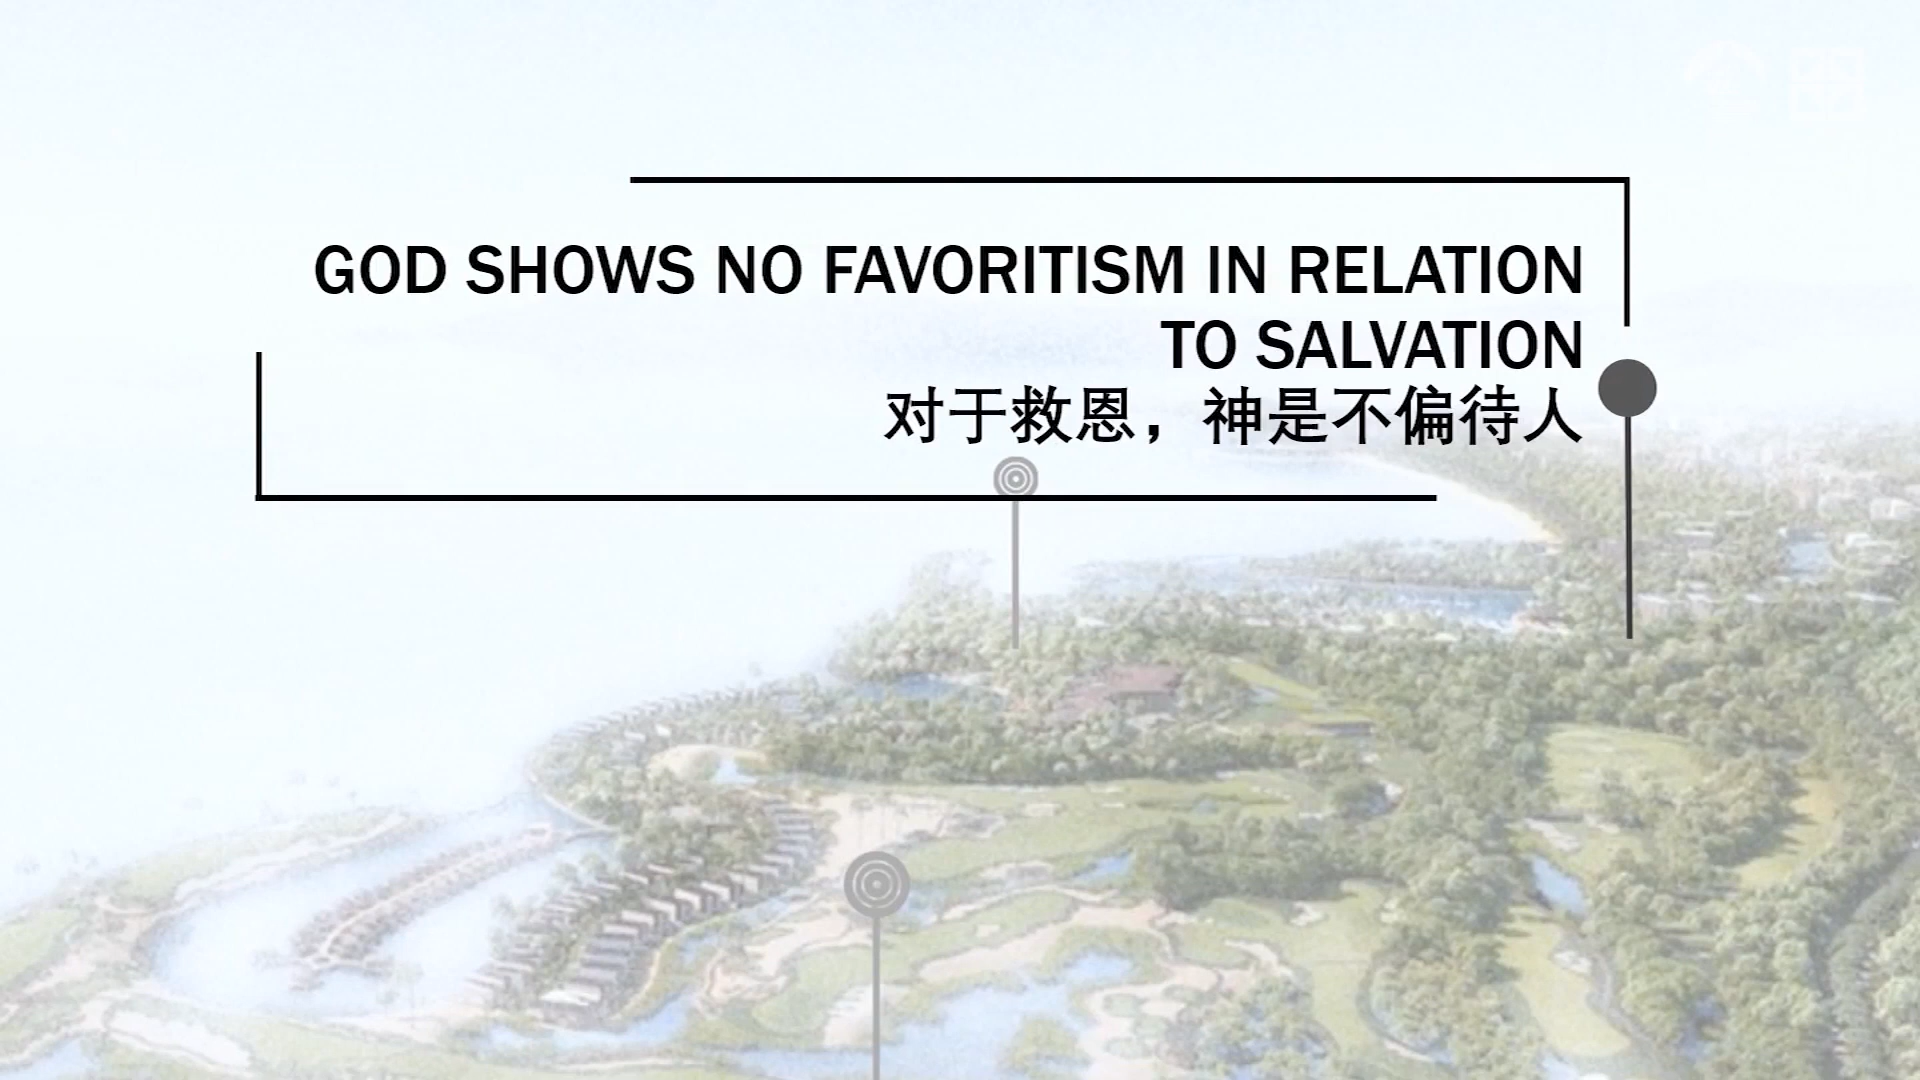 GOD SHOWS NO FAVORITISM IN RELATION
TO SALVATION
对于救恩，神是不偏待人